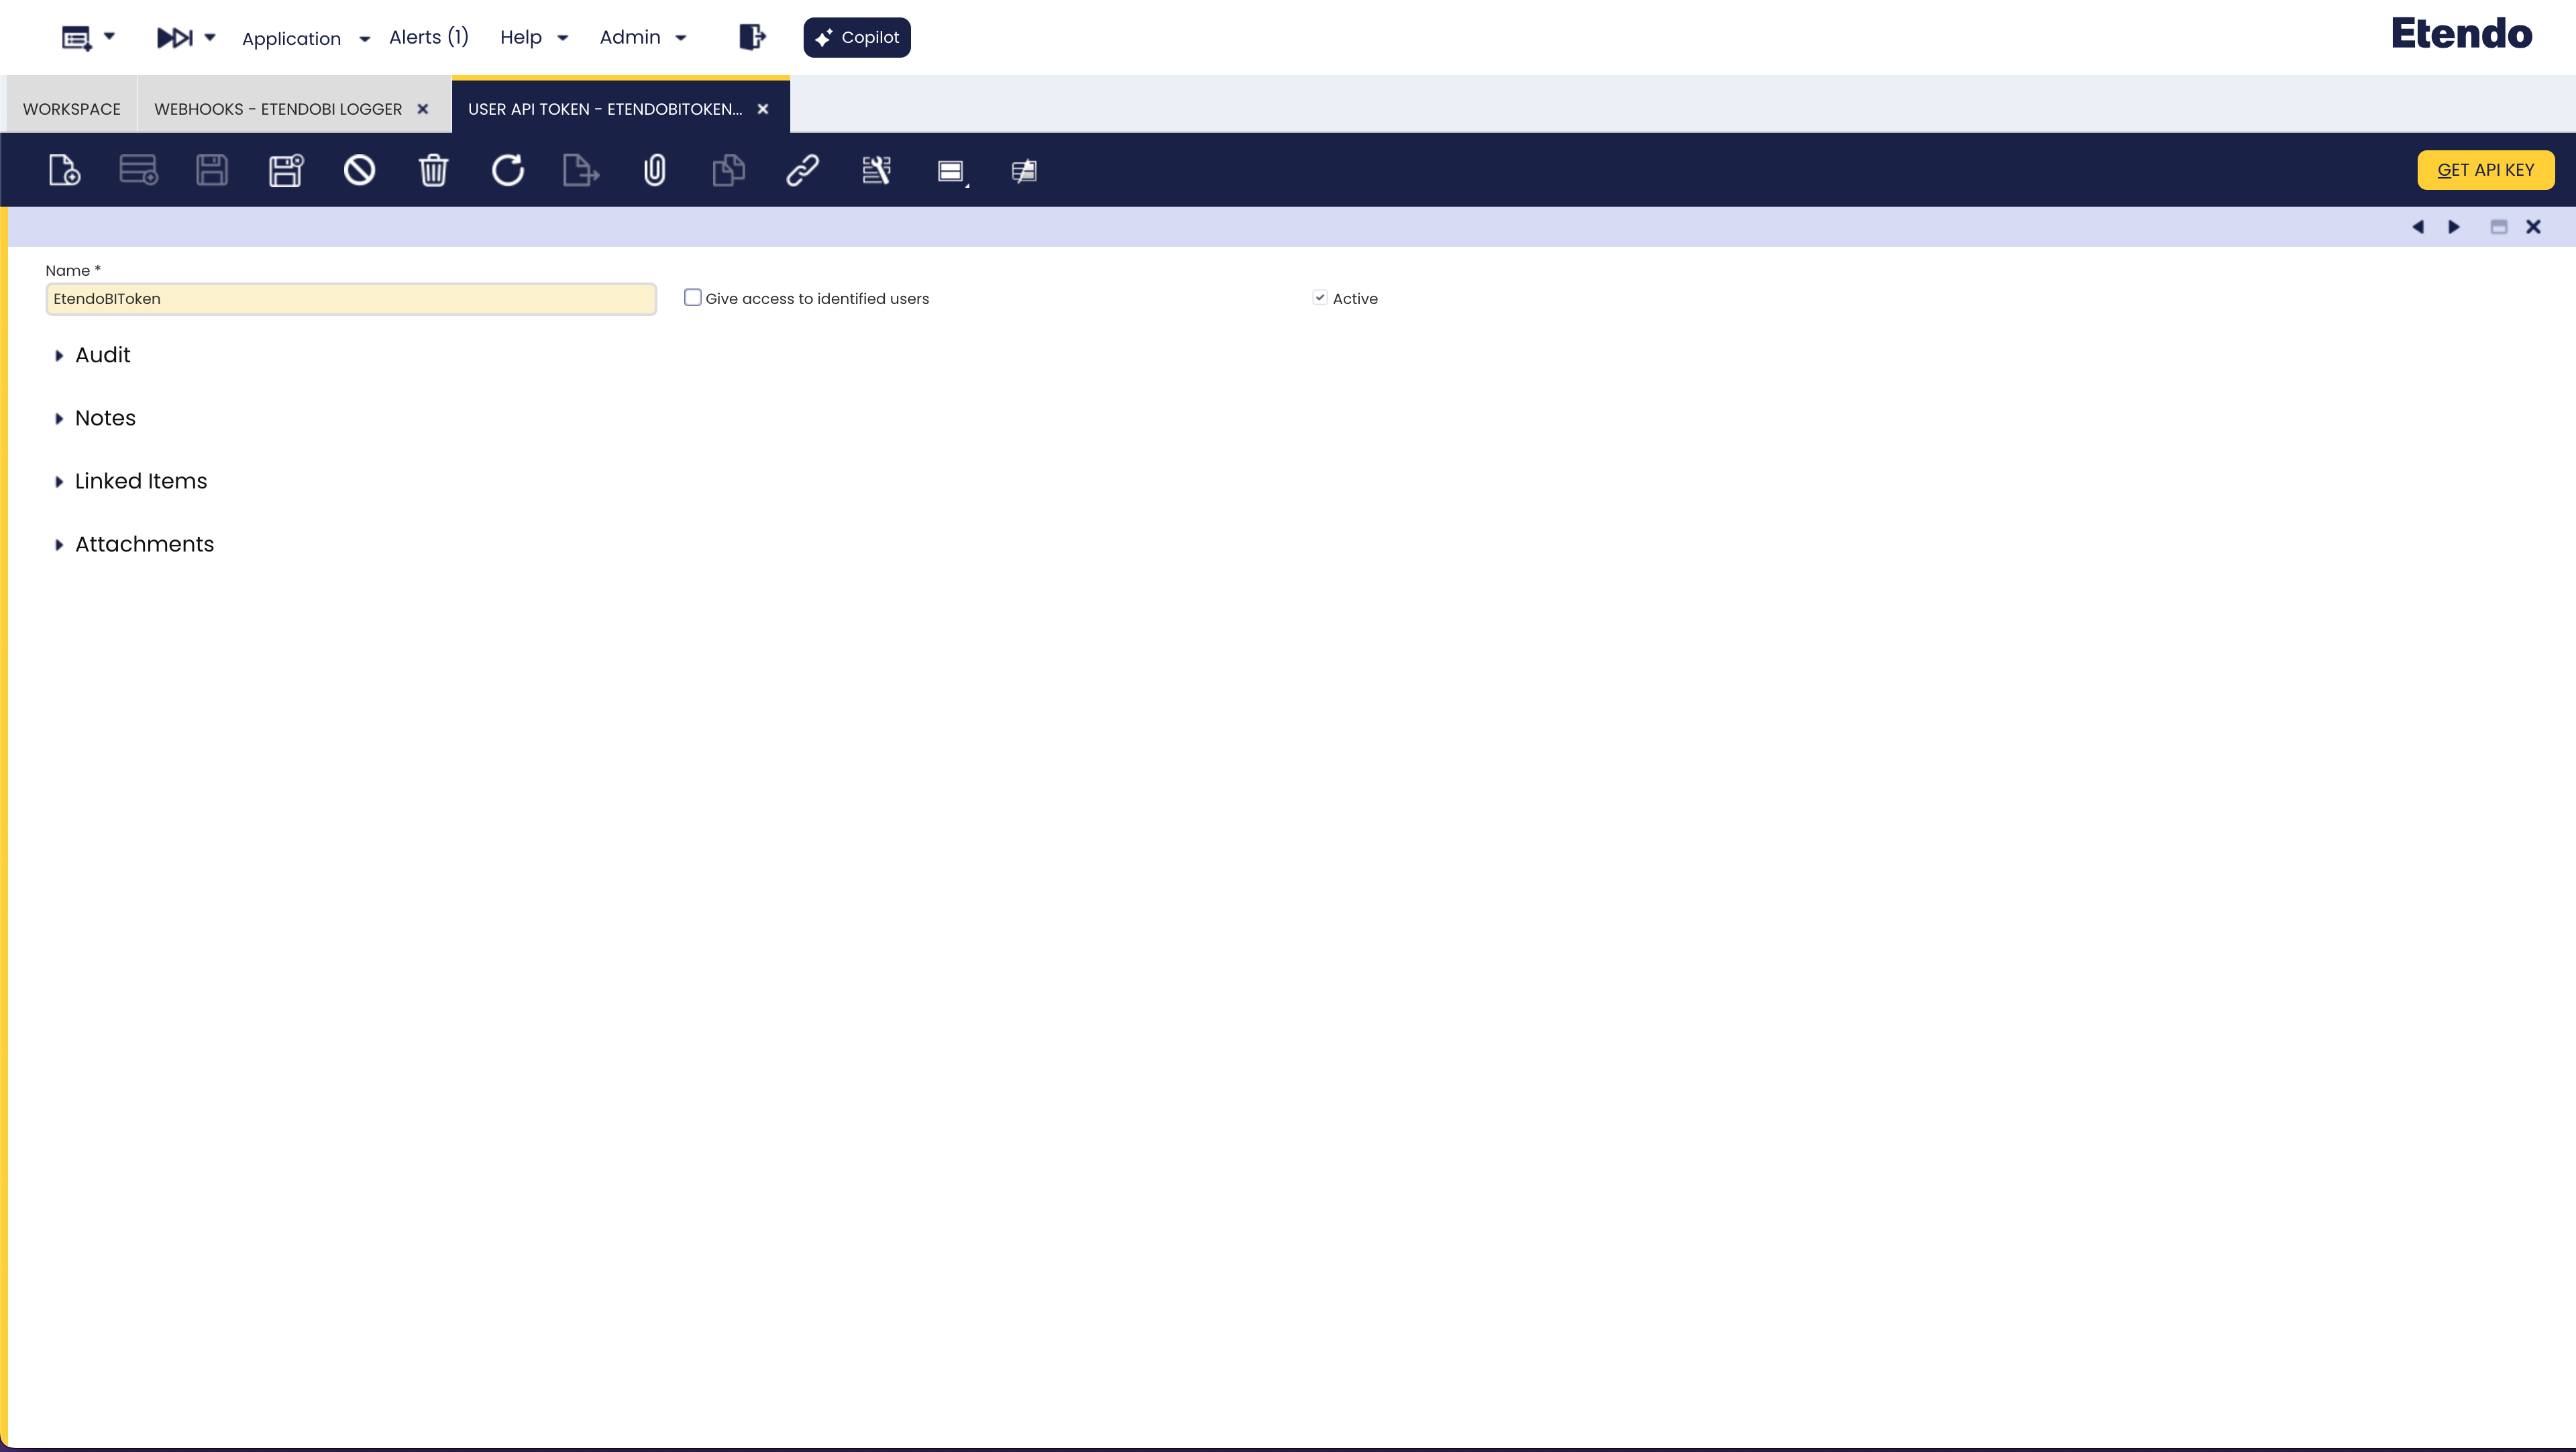 Application Alerts (1) Help Admin Copilot Etendo
WORKSPACE WEBHOOKS - ETENDOBI LOGGER USER API TOKEN - ETENDOBITOKEN...
GET API KEY
Name *
EtendoBIToken Give access to identified users Active
Audit
Notes
Linked Items
Attachments